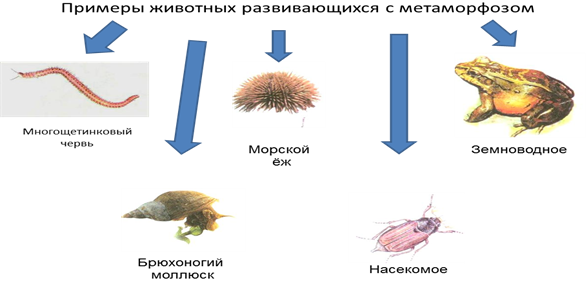 Примеры животных развивающихся с метаморфозом
Многощетинковый
червь
Морской
ёж
Земноводное
Брюхоногий
моллюск
Насекомое